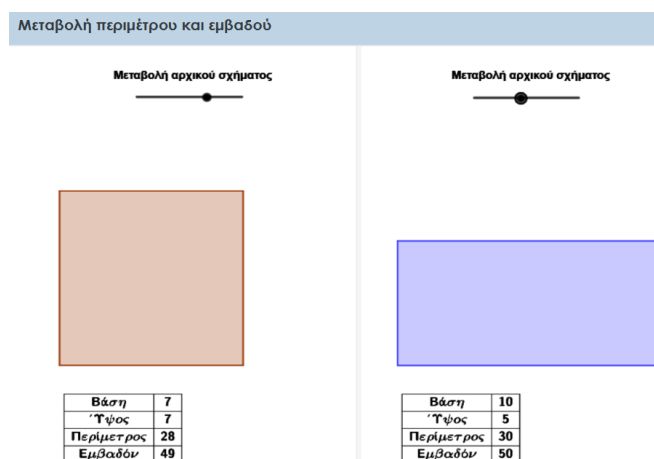 Μεταβολή περιμέτρου και εμβαδού
Μεταβολή αρχικού σχήματος
Βάση 7
Ύψος 7
Περίμετρος 28
Εμβαδόν 49
Μεταβολή αρχικού σχήματος
Βάση 10
Ύψος 5
Περίμετρος 30
Εμβαδόν 50